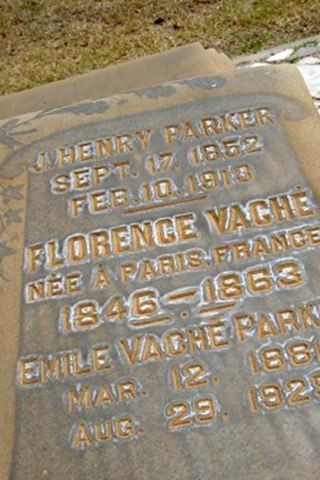 J. HENRY PARKER
SEPT. 17. 1852
FEB. 10. 1913
FLORENCE VACHÉ
NÉE À PARIS. FRANCE
1846 — 1863
EMILE VACHÉ
MAR. 12.
AUG. 29.